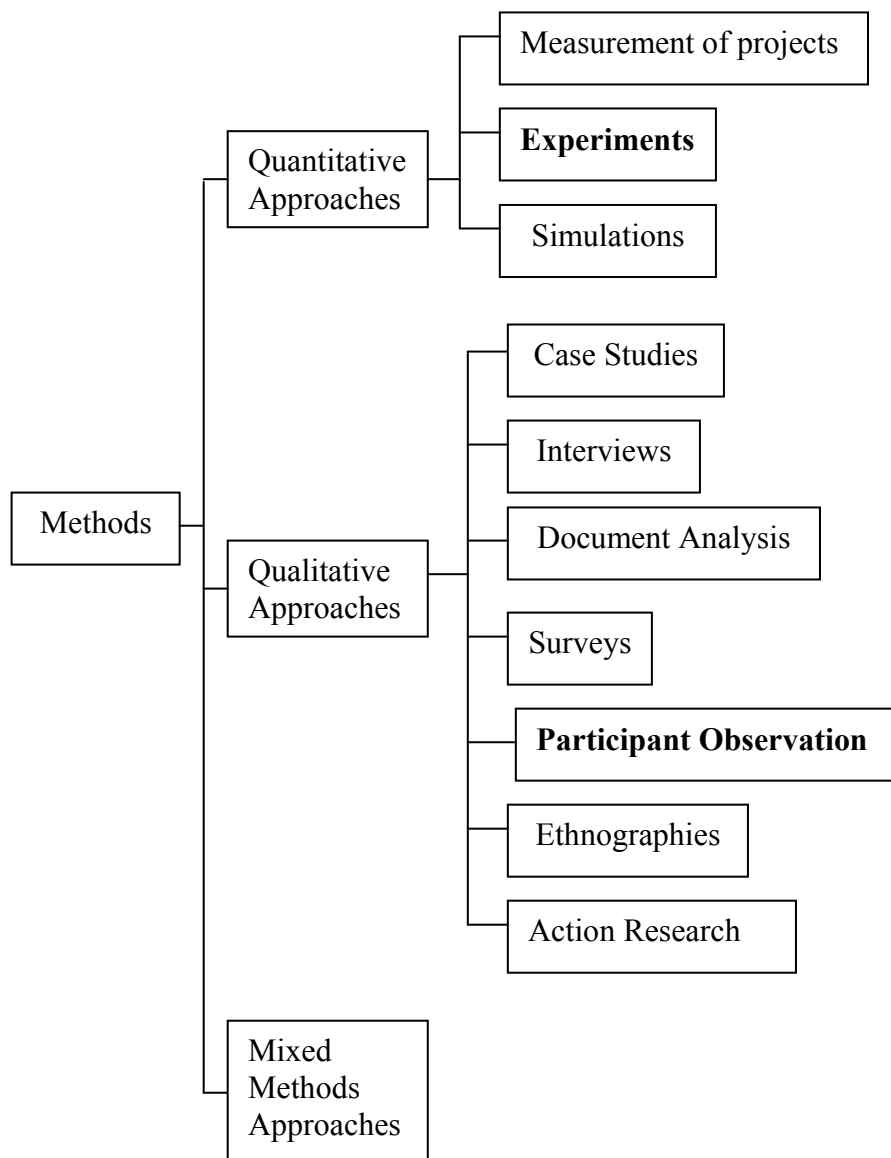 Measurement of projects
Quantitative
Approaches
Experiments
Simulations
Case Studies
Interviews
Methods
Document Analysis
Qualitative
Approaches
Surveys
Participant Observation
Ethnographies
Action Research
Mixed
Methods
Approaches